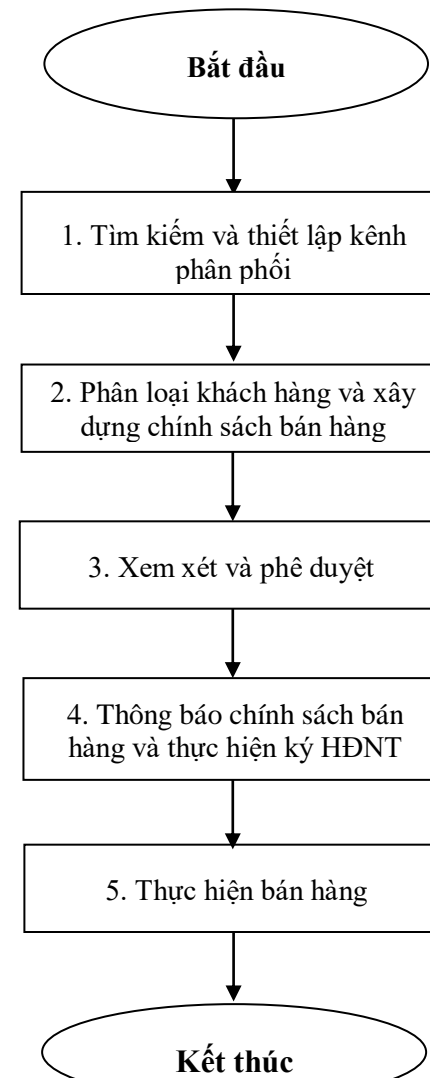 Bắt đầu
1. Tìm kiếm và thiết lập kênh
phân phối
2. Phân loại khách hàng và xây
dựng chính sách bán hàng
3. Xem xét và phê duyệt
4. Thông báo chính sách bán
hàng và thực hiện ký HĐNT
5. Thực hiện bán hàng
Kết thúc